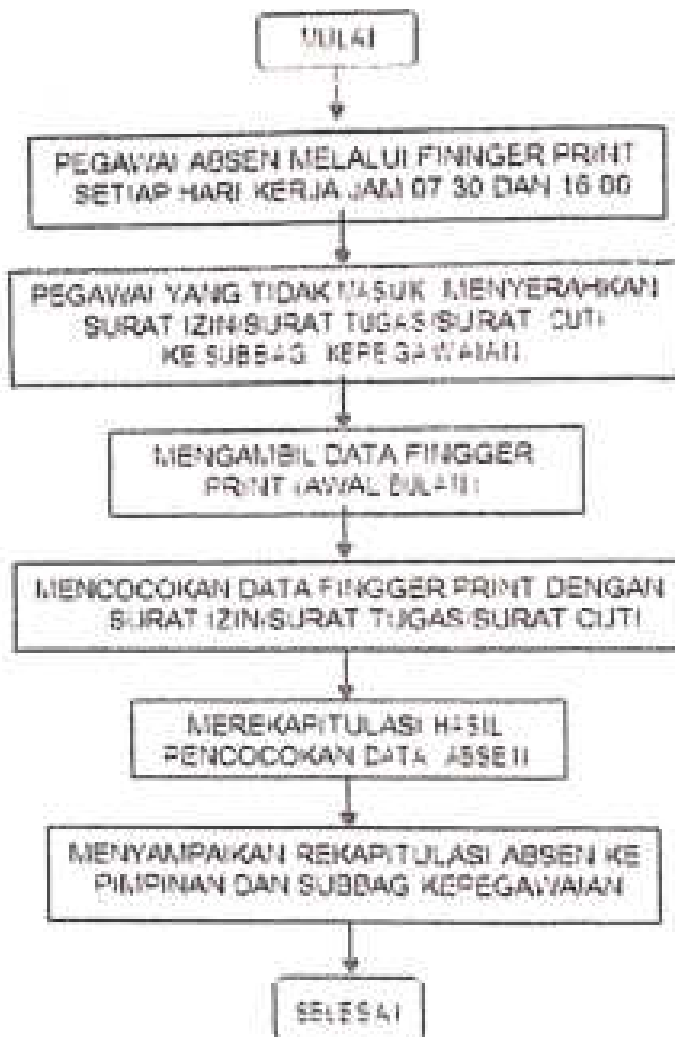 MULAI
PEGAWAI ABSEN MELALUI FINNGER PRINT
SETIAP HARI KERJA JAM 07 30 DAN 16 00
PEGAWAI YANG TIDAK MASUK MENYERAHKAN
SURAT IZIN/SURAT TUGAS/SURAT CUTI
KE SUBBAG KEPEGAWAIAN
MENGAMBIL DATA FINGGER
PRINT (AWAL BULAN)
MENCOCOKAN DATA FINGGER PRINT DENGAN
SURAT IZIN/SURAT TUGAS/SURAT CUTI
MEREKAPITULASI HASIL
PENCOCOKAN DATA ABSEN
MENYAMPAIKAN REKAPITULASI ABSEN KE
PIMPINAN DAN SUBBAG KEPEGAWAIAN
SELESAI